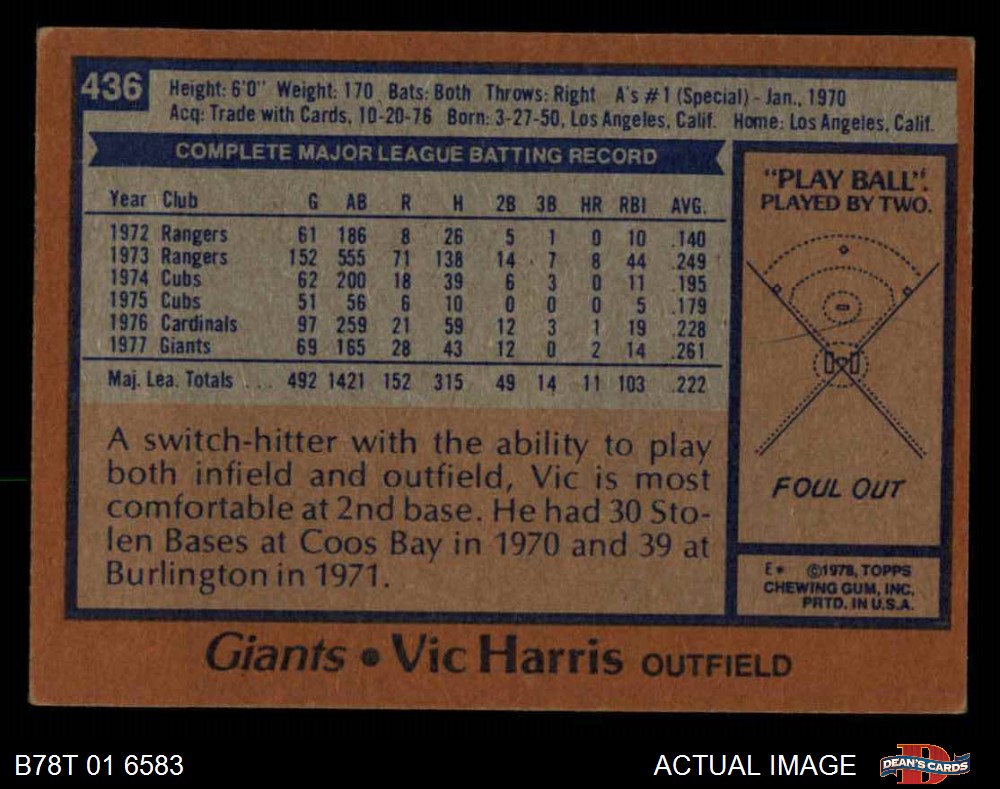 436
Height: 6'0" Weight: 170 Bats: Both Throws: Right A's #1 (Special) - Jan., 1970
Acq: Trade with Cards, 10-20-76 Born: 3-27-50, Los Angeles, Calif. Home: Los Angeles, Calif.
COMPLETE MAJOR LEAGUE BATTING RECORD
Year Club G AB R H 2B 3B HR RBI AVG.
1972 Rangers 61 186 8 26 5 1 0 10 .140
1973 Rangers 152 555 71 138 14 7 8 44 .249
1974 Cubs 62 200 18 39 6 3 0 11 .195
1975 Cubs 51 56 6 10 0 0 0 5 .179
1976 Cardinals 97 259 21 59 12 3 1 19 .228
1977 Giants 69 165 28 43 12 0 2 14 .261
Maj. Lea. Totals ... 492 1421 152 315 49 14 11 103 .222
A switch-hitter with the ability to play
both infield and outfield, Vic is most
comfortable at 2nd base. He had 30 Sto-
len Bases at Coos Bay in 1970 and 39 at
Burlington in 1971.
"PLAY BALL".
PLAYED BY TWO.
FOUL OUT
E* ©1978, TOPPS
CHEWING GUM, INC.
PRTD. IN U.S.A.
Giants • Vic Harris OUTFIELD
B78T 01 6583
ACTUAL IMAGE
D
DEAN'S CARDS